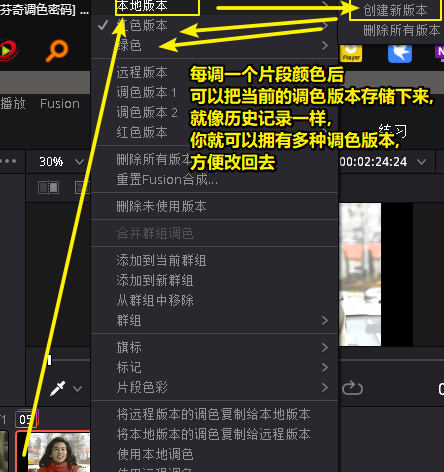 芬奇调色密码]
本地版本
创建新版本
红色版本
删除所有版本
绿色
Player
远程版本
播放
Fusion
调色版本 1
调色版本 2
红色版本
每调一个片段颜色后
可以把当前的调色版本存储下来,
就像历史记录一样,
你就可以拥有多种调色版本,
方便改回去
练习
30%
删除所有版本
00:02:24:24
重置Fusion合成...
删除未使用版本
合并群组调色
添加到当前群组
添加到新群组
从群组中移除
群组
旗标
标记
片段色彩
将远程版本的调色复制给本地版本
05
将本地版本的调色复制给远程版本
使用本地调色
使用远程调色